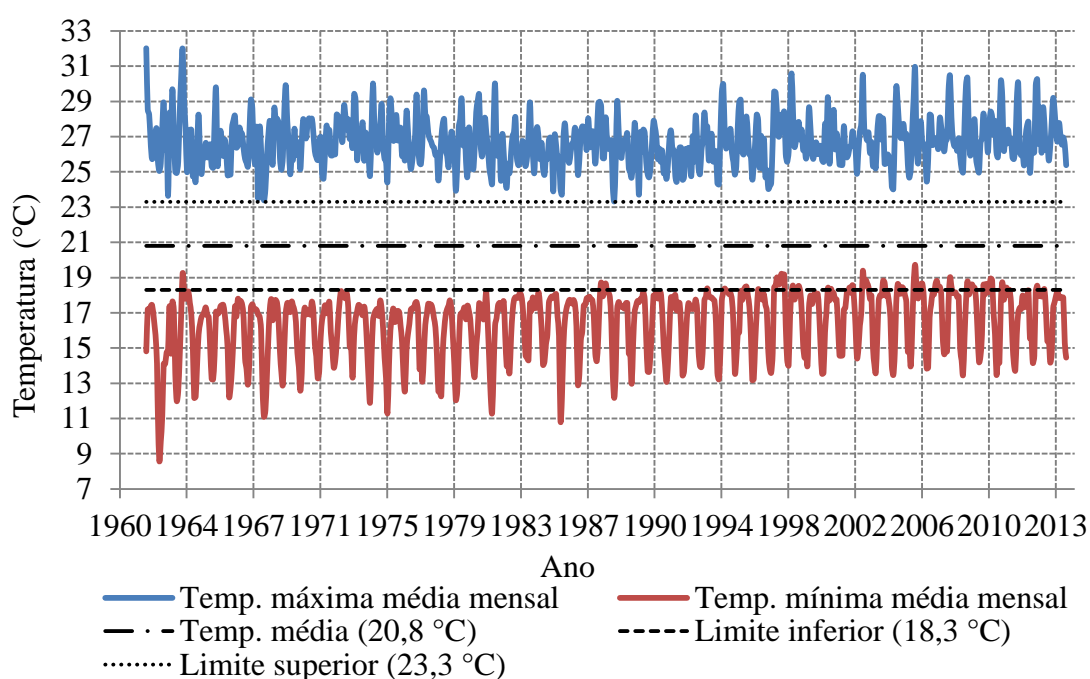 33
31
29
27
25
23
21
19
17
15
13
11
9
7
Temperatura (°C)
1960 1964 1967 1971 1975 1979 1983 1987 1990 1994 1998 2002 2006 2010 2013
Ano
Temp. máxima média mensal Temp. mínima média mensal
Temp. média (20,8 °C) Limite inferior (18,3 °C)
Limite superior (23,3 °C)